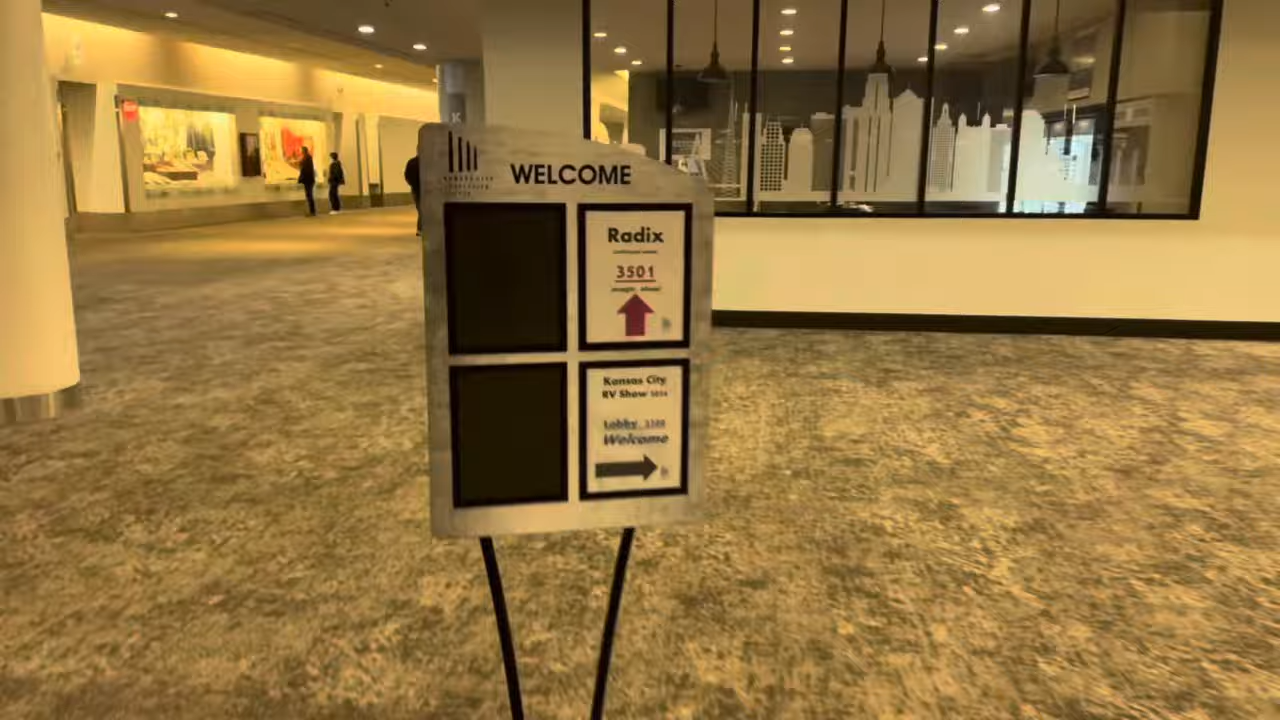 WELCOME
Radix
3501
Kansas City
RV Show
Lobby
Welcome